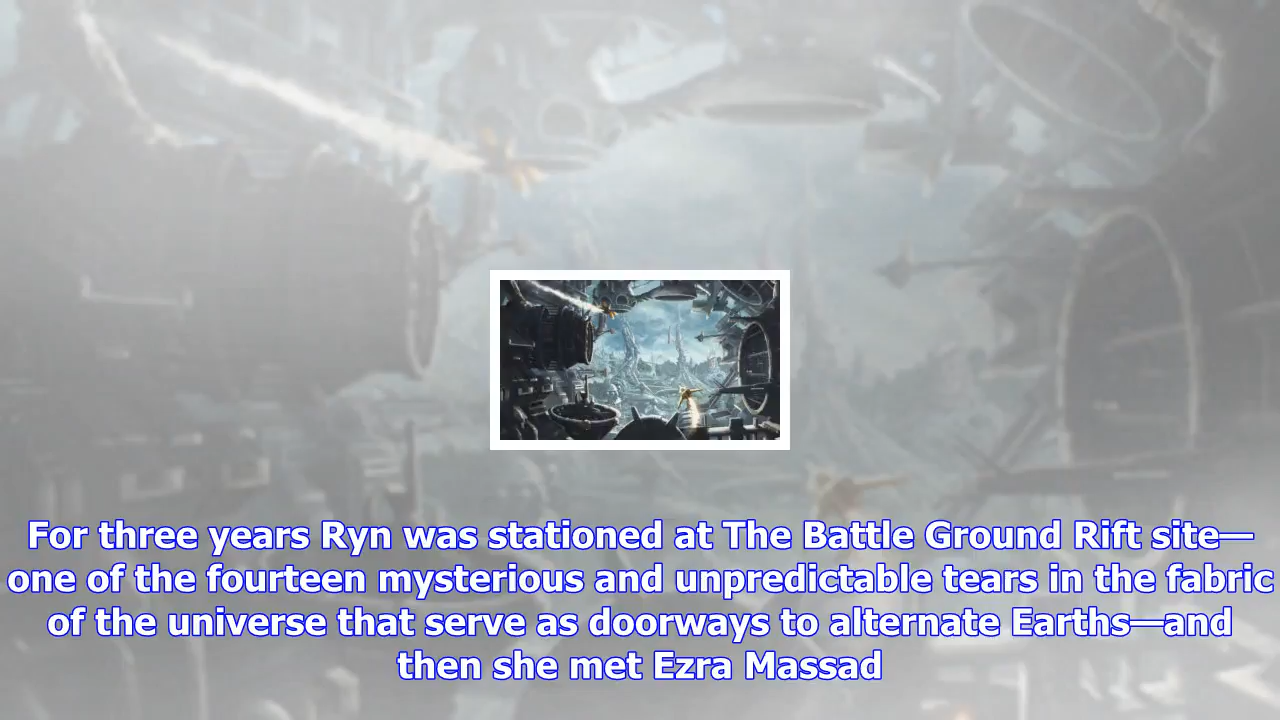 For three years Ryn was stationed at The Battle Ground Rift site—
one of the fourteen mysterious and unpredictable tears in the fabric
of the universe that serve as doorways to alternate Earths—and
then she met Ezra Massad